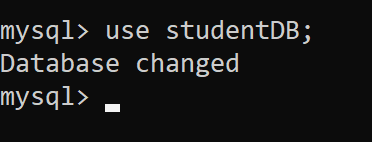 mysql> use studentDB;
Database changed
mysql>